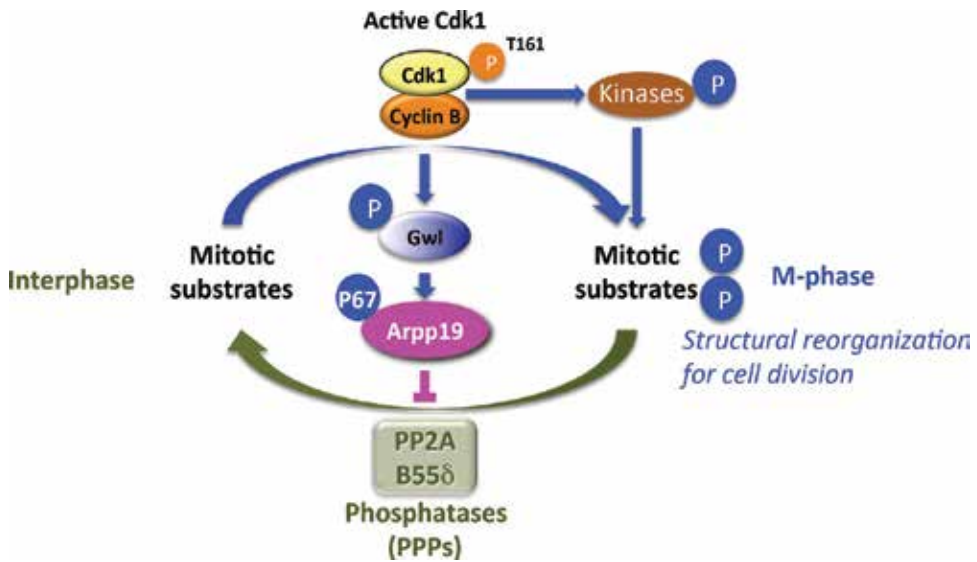 Active Cdk1
T161
P
Cdk1
Cyclin B
Kinases
P
P
Gwl
Interphase
Mitotic
substrates
P67
Arpp19
Mitotic
substrates
P
P
M-phase
Structural reorganization
for cell division
PP2A
B55δ
Phosphatases
(PPPs)